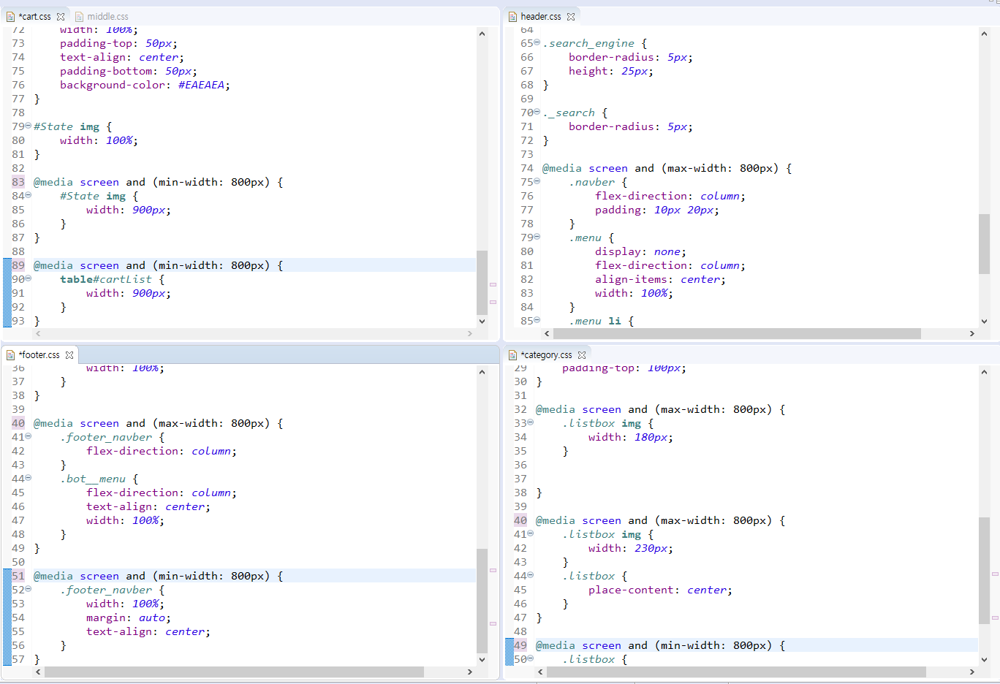 *cart.css
middle.css
72 width: 100%;
73 padding-top: 50px;
74 text-align: center;
75 padding-bottom: 50px;
76 background-color: #EAEAEA;
77 }
78
79 #State img {
80 width: 100%;
81 }
82
83 @media screen and (min-width: 800px) {
84 #State img {
85 width: 900px;
86 }
87 }
88
89 @media screen and (min-width: 800px) {
90 table#cartList {
91 width: 900px;
92 }
93 }
header.css
64
65 .search_engine {
66 border-radius: 5px;
67 height: 25px;
68 }
69
70 ._search {
71 border-radius: 5px;
72 }
73
74 @media screen and (max-width: 800px) {
75 .navber {
76 flex-direction: column;
77 padding: 10px 20px;
78 }
79 .menu {
80 display: none;
81 flex-direction: column;
82 align-items: center;
83 width: 100%;
84 }
85 .menu li {
*footer.css
36 width: 100%;
37 }
38 }
39
40 @media screen and (max-width: 800px) {
41 .footer_navber {
42 flex-direction: column;
43 }
44 .bot__menu {
45 flex-direction: column;
46 text-align: center;
47 width: 100%;
48 }
49 }
50
51 @media screen and (min-width: 800px) {
52 .footer_navber {
53 width: 100%;
54 margin: auto;
55 text-align: center;
56 }
57 }
*category.css
29 padding-top: 100px;
30 }
31
32 @media screen and (max-width: 800px) {
33 .listbox img {
34 width: 180px;
35 }
36
37
38 }
39
40 @media screen and (max-width: 800px) {
41 .listbox img {
42 width: 230px;
43 }
44 .listbox {
45 place-content: center;
46 }
47 }
48
49 @media screen and (min-width: 800px) {
50 .listbox {